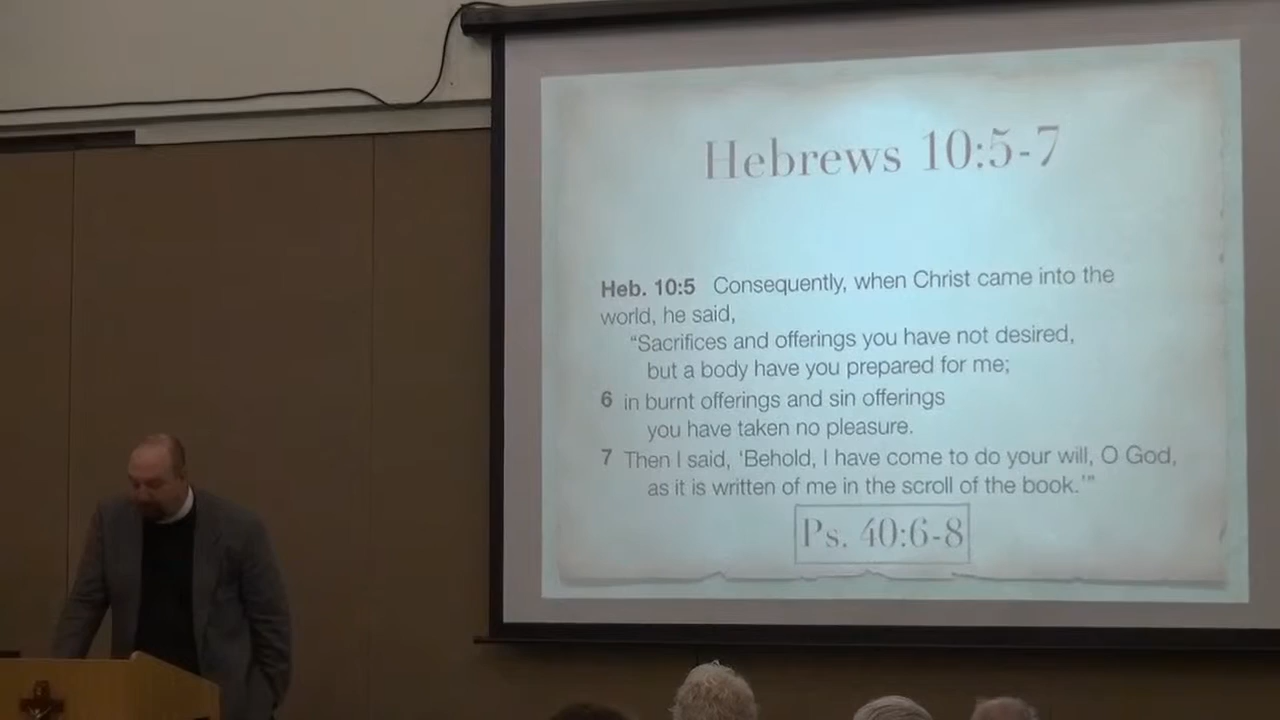 Hebrews 10:5-7
Heb. 10:5 Consequently, when Christ came into the
world, he said,
“Sacrifices and offerings you have not desired,
but a body have you prepared for me;
6 in burnt offerings and sin offerings
you have taken no pleasure.
7 Then I said, ‘Behold, I have come to do your will, O God,
as it is written of me in the scroll of the book.’”
Ps. 40:6-8